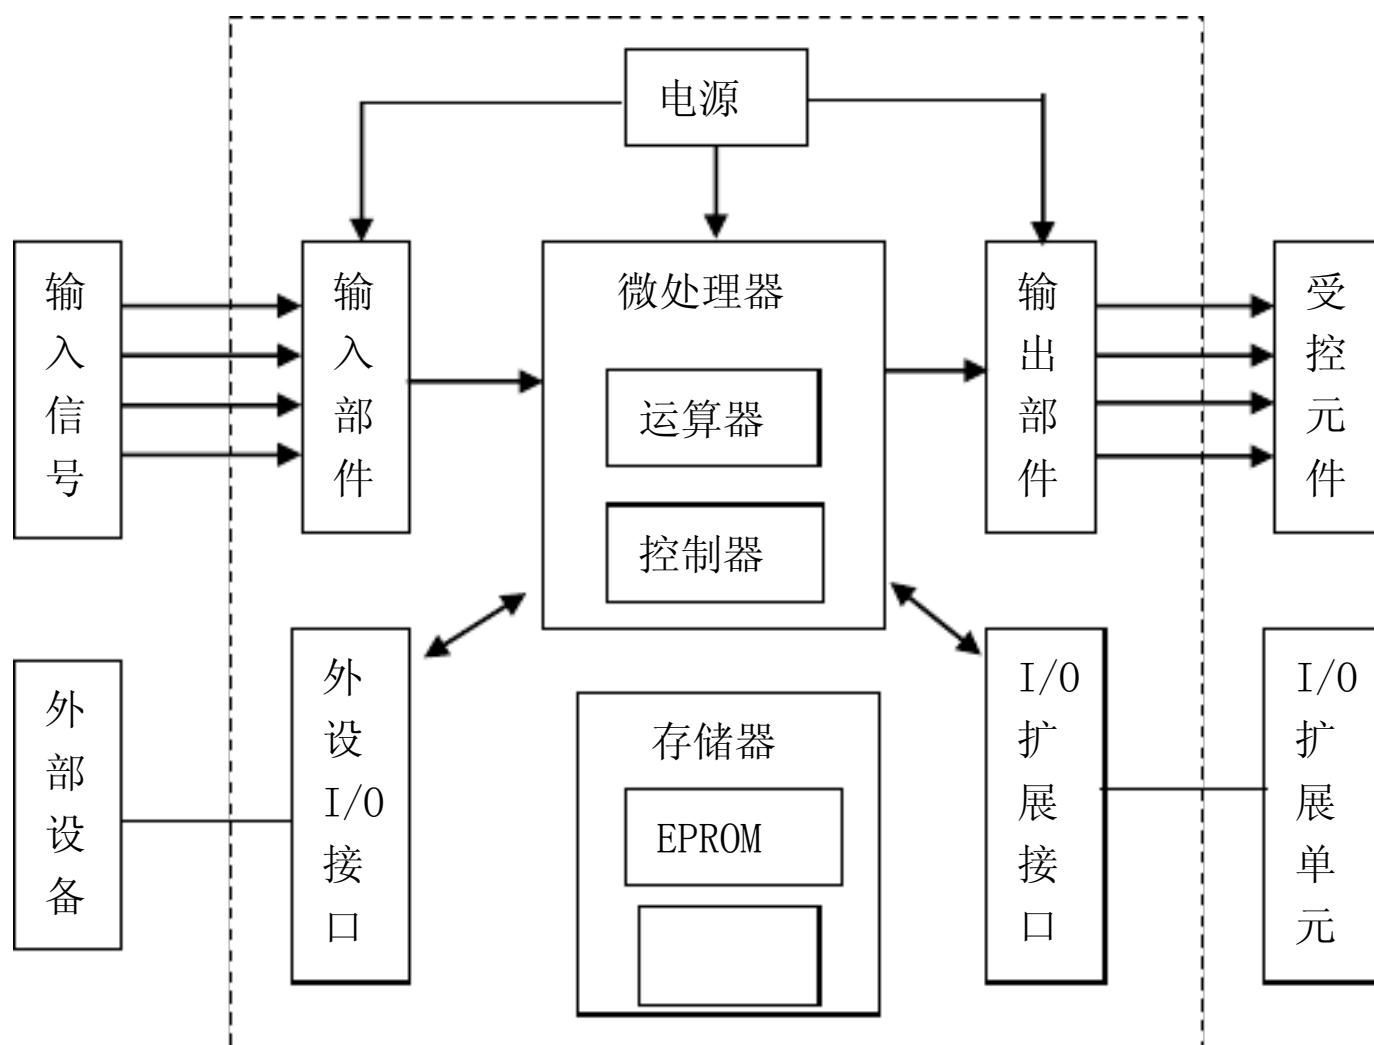 电源
输入信号
输入部件
微处理器
运算器
控制器
输出部件
受控元件
外部设备
外设I/O接口
存储器
EPROM
I/O扩展接口
I/O扩展单元